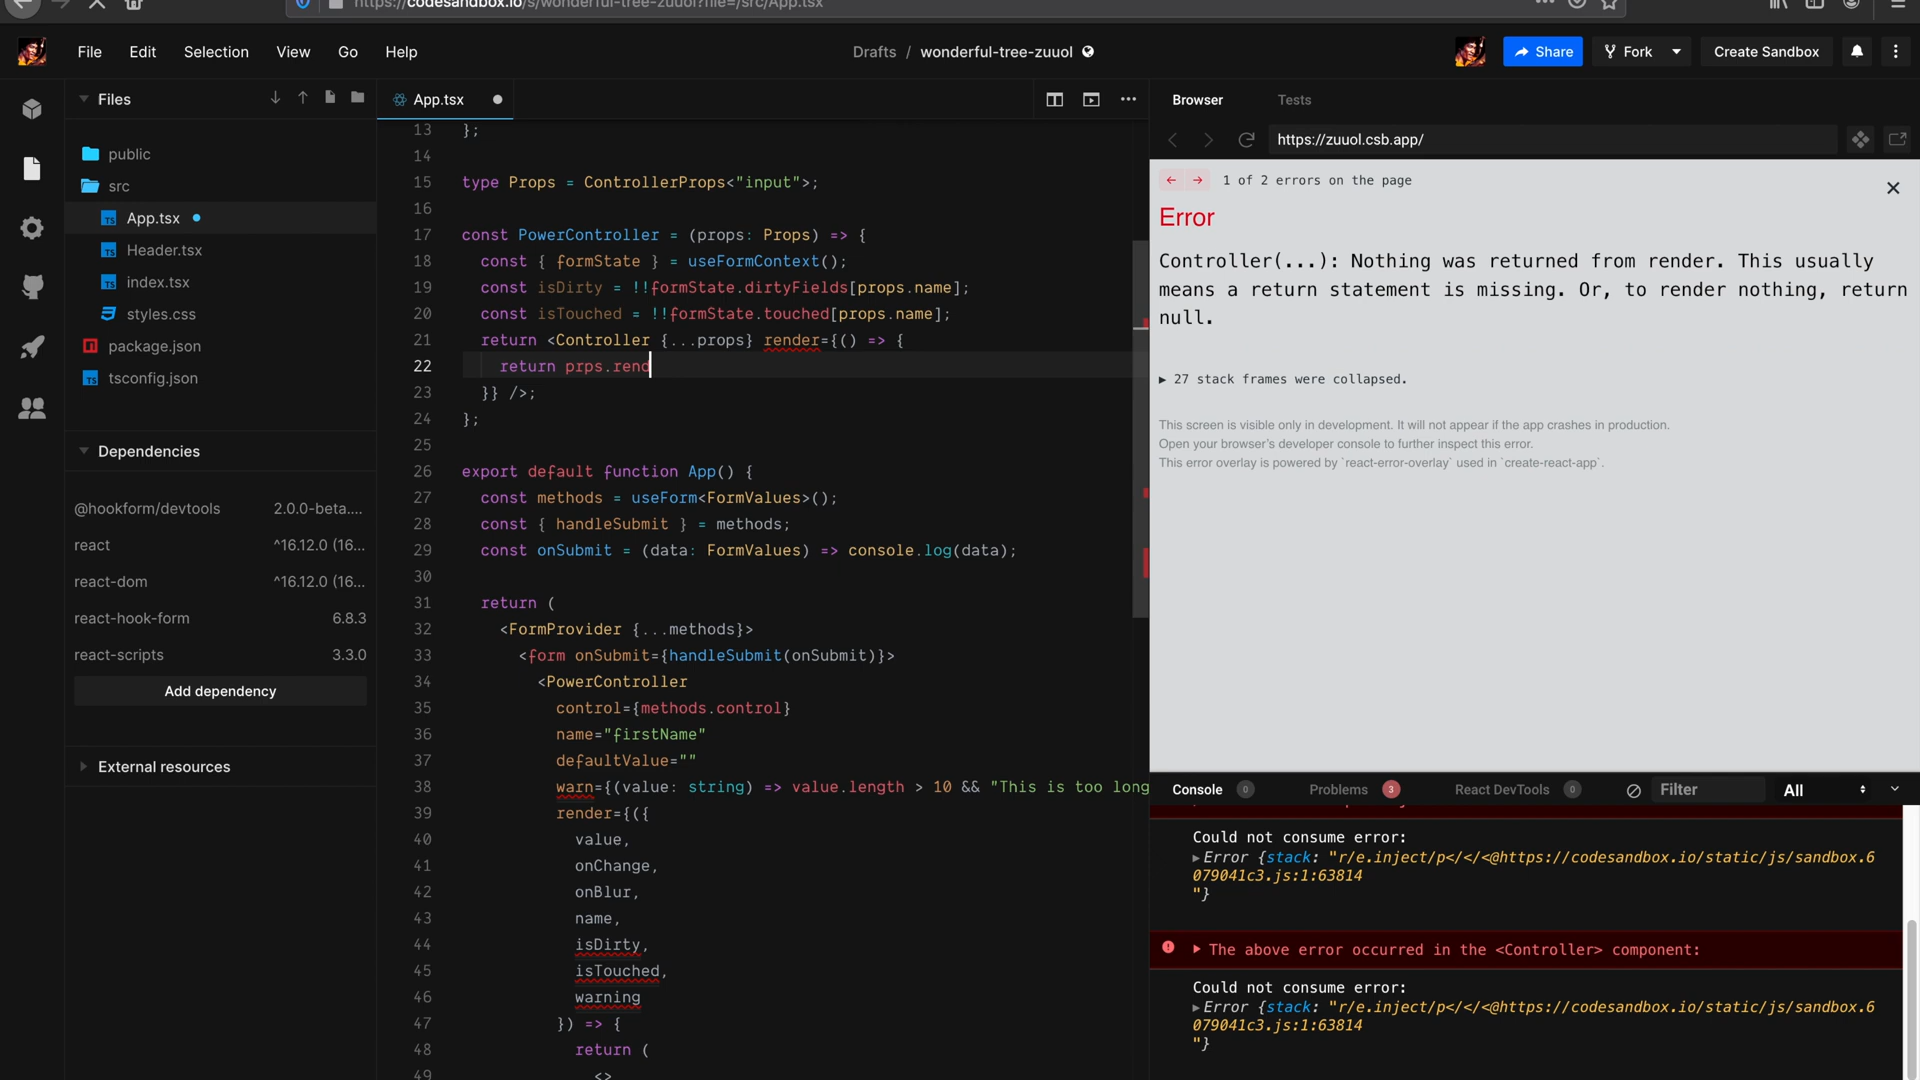 https://codesandbox.io/s/wonderful-tree-zuuol?file=/src/App.tsx
File Edit Selection View Go Help
Drafts / wonderful-tree-zuuol
Share Fork Create Sandbox
Files
public
src
App.tsx
Header.tsx
index.tsx
styles.css
package.json
tsconfig.json
Dependencies
@hookform/devtools 2.0.0-beta....
react ^16.12.0 (16...
react-dom ^16.12.0 (16...
react-hook-form 6.8.3
react-scripts 3.3.0
Add dependency
External resources
App.tsx
13 };
14
15 type Props = ControllerProps<"input">;
16
17 const PowerController = (props: Props) => {
18 const { formState } = useFormContext();
19 const isDirty = !!formState.dirtyFields[props.name];
20 const isTouched = !!formState.touched[props.name];
21 return <Controller {...props} render={() => {
22 return prps.rend
23 }} />;
24 };
25
26 export default function App() {
27 const methods = useForm<FormValues>();
28 const { handleSubmit } = methods;
29 const onSubmit = (data: FormValues) => console.log(data);
30
31 return (
32 <FormProvider {...methods}>
33 <form onSubmit={handleSubmit(onSubmit)}>
34 <PowerController
35 control={methods.control}
36 name="firstName"
37 defaultValue=""
38 warn={(value: string) => value.length > 10 && "This is too long
39 render={({
40 value,
41 onChange,
42 onBlur,
43 name,
44 isDirty,
45 isTouched,
46 warning
47 }) => {
48 return (
49 <>
Browser Tests
https://zuuol.csb.app/
← → 1 of 2 errors on the page
Error
Controller(...): Nothing was returned from render. This usually
means a return statement is missing. Or, to render nothing, return
null.
▶ 27 stack frames were collapsed.
This screen is visible only in development. It will not appear if the app crashes in production.
Open your browser's developer console to further inspect this error.
This error overlay is powered by `react-error-overlay` used in `create-react-app`.
Console 0 Problems 3 React DevTools 0 Filter All
Could not consume error:
▶Error {stack: "r/e.inject/p</</<@https://codesandbox.io/static/js/sandbox.6
079041c3.js:1:63814
"}
▶ The above error occurred in the <Controller> component:
Could not consume error:
▶Error {stack: "r/e.inject/p</</<@https://codesandbox.io/static/js/sandbox.6
079041c3.js:1:63814
"}